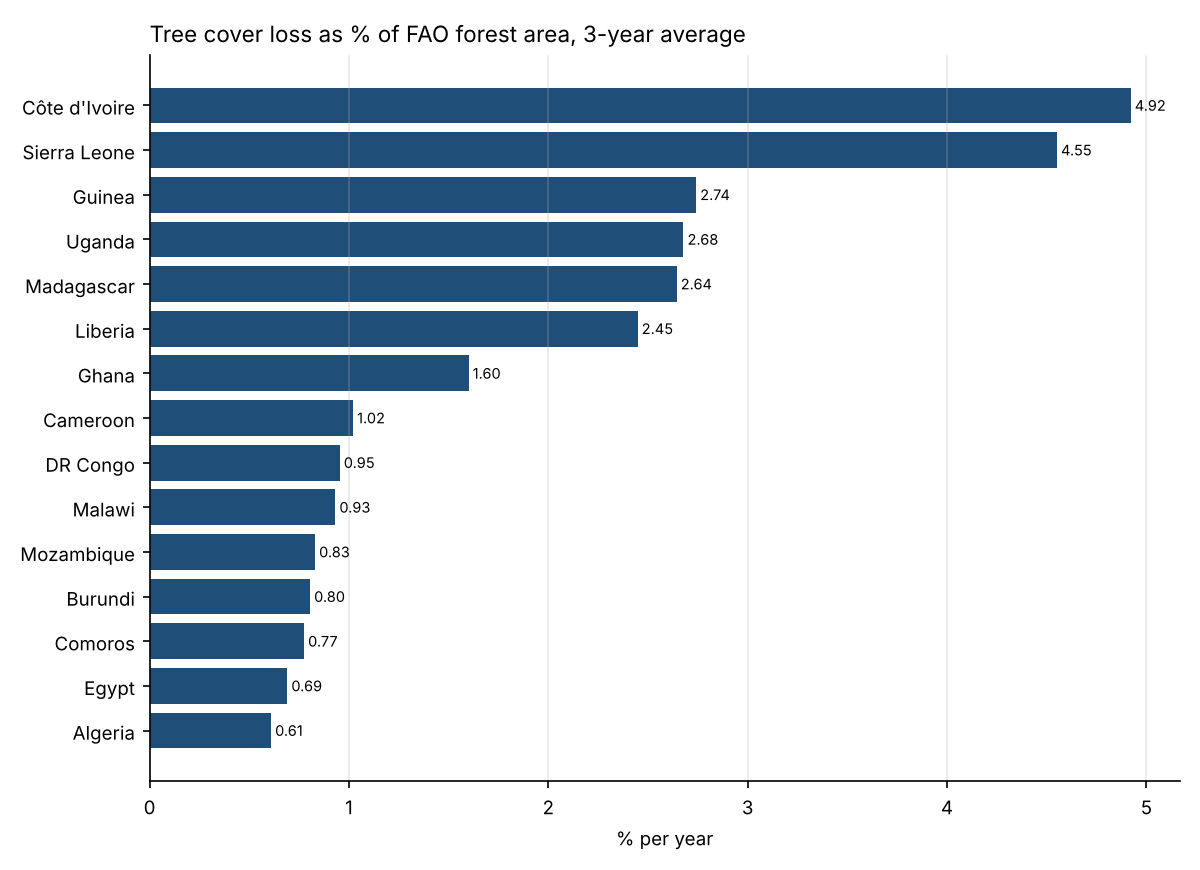 Tree cover loss as % of FAO forest area, 3-year average
Côte d'Ivoire 4.92
Sierra Leone 4.55
Guinea 2.74
Uganda 2.68
Madagascar 2.64
Liberia 2.45
Ghana 1.60
Cameroon 1.02
DR Congo 0.95
Malawi 0.93
Mozambique 0.83
Burundi 0.80
Comoros 0.77
Egypt 0.69
Algeria 0.61
0 1 2 3 4 5
% per year